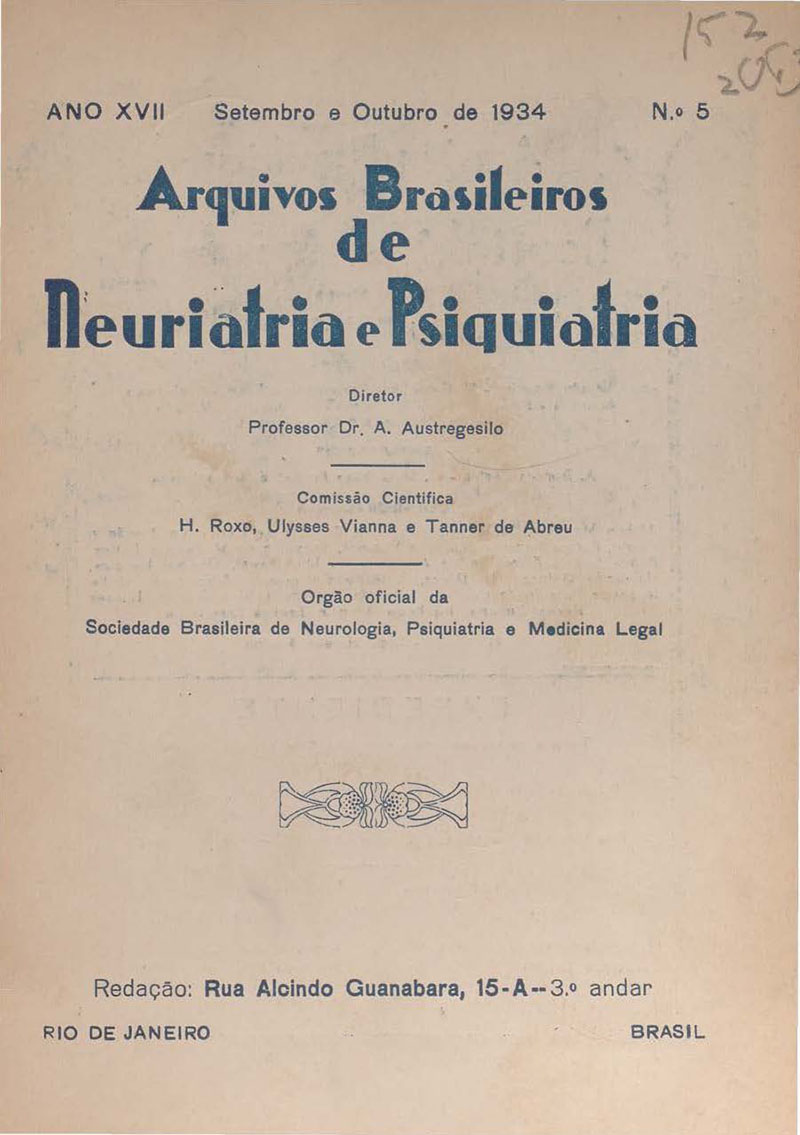 152
ANO XVII Setembro e Outubro de 1934 N.º 5
Arquivos Brasileiros
de
Neuriatria e Psiquiatria
Diretor
Professor Dr. A. Austregesilo
Comissão Cientifica
H. Roxo, Ulysses Vianna e Tanner de Abreu
Orgão oficial da
Sociedade Brasileira de Neurologia, Psiquiatria e Medicina Legal
Redação: Rua Alcindo Guanabara, 15-A--3.º andar
RIO DE JANEIRO BRASIL